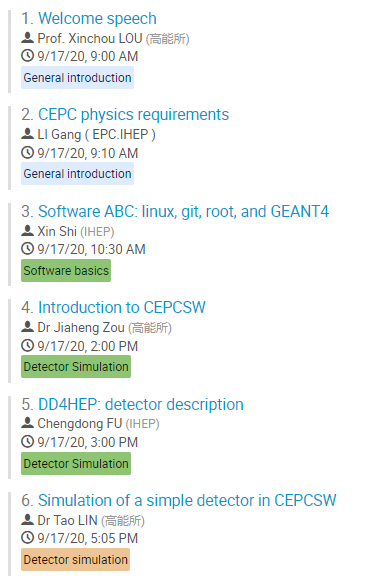 1. Welcome speech
Prof. Xinchou LOU (高能所)
9/17/20, 9:00 AM
General introduction
2. CEPC physics requirements
LI Gang ( EPC.IHEP )
9/17/20, 9:10 AM
General introduction
3. Software ABC: linux, git, root, and GEANT4
Xin Shi (IHEP)
9/17/20, 10:30 AM
Software basics
4. Introduction to CEPCSW
Dr Jiaheng Zou (高能所)
9/17/20, 2:00 PM
Detector Simulation
5. DD4HEP: detector description
Chengdong FU (IHEP)
9/17/20, 3:00 PM
Detector Simulation
6. Simulation of a simple detector in CEPCSW
Dr Tao LIN (高能所)
9/17/20, 5:05 PM
Detector simulation